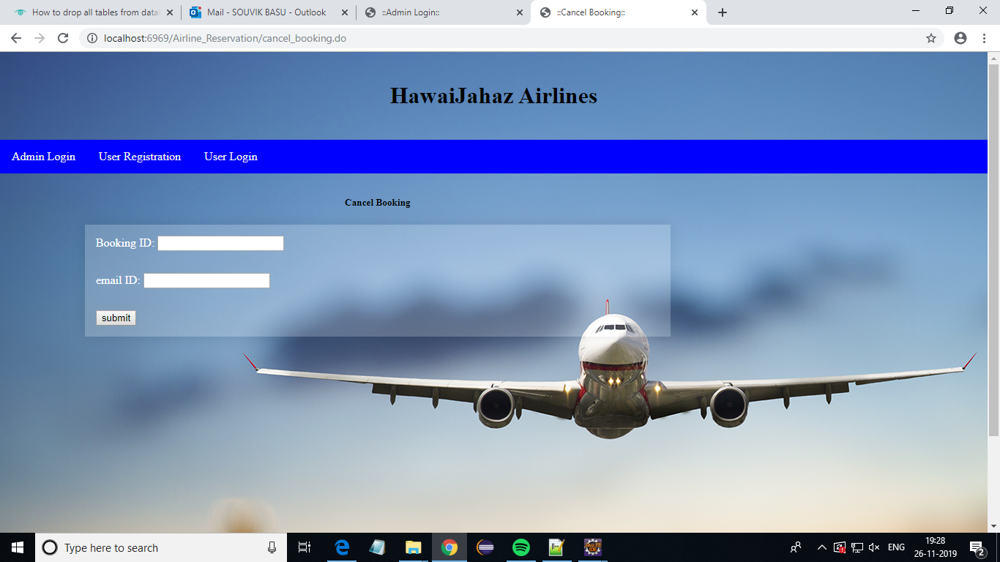 How to drop all tables from data
Mail - SOUVIK BASU - Outlook
::Admin Login::
::Cancel Booking::
localhost:6969/Airline_Reservation/cancel_booking.do
HawaiJahaz Airlines
Admin Login User Registration User Login
Cancel Booking
Booking ID:
email ID:
submit
Type here to search
ENG
19:28
26-11-2019
2